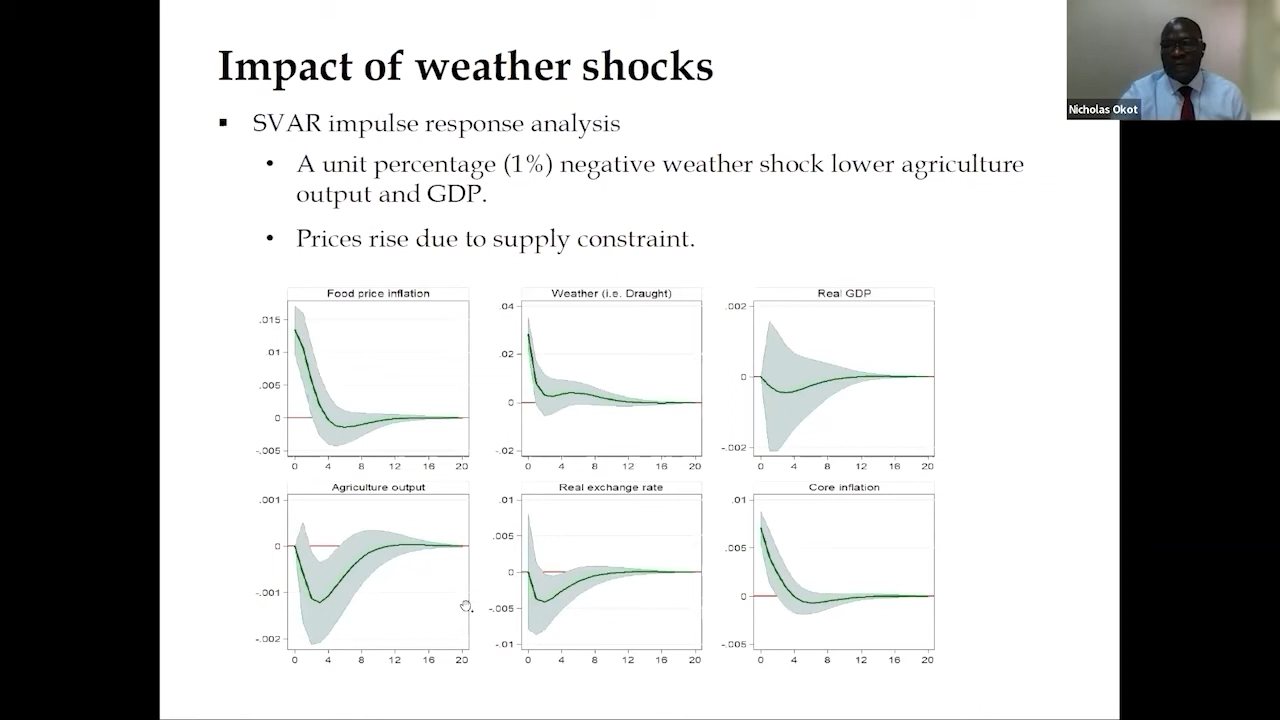 Impact of weather shocks
Nicholas Okot
▪ SVAR impulse response analysis
• A unit percentage (1%) negative weather shock lower agriculture
output and GDP.
• Prices rise due to supply constraint.
Food price inflation
.015
.01
.005
0
-.005
0 4 8 12 16 20
Weather (i.e. Draught)
.04
.02
0
-.02
0 4 8 12 16 20
Real GDP
.002
0
-.002
0 4 8 12 16 20
Agriculture output
.001
0
-.001
-.002
0 4 8 12 16 20
Real exchange rate
.01
.005
0
-.005
-.01
0 4 8 12 16 20
Core inflation
.01
.005
0
-.005
0 4 8 12 16 20